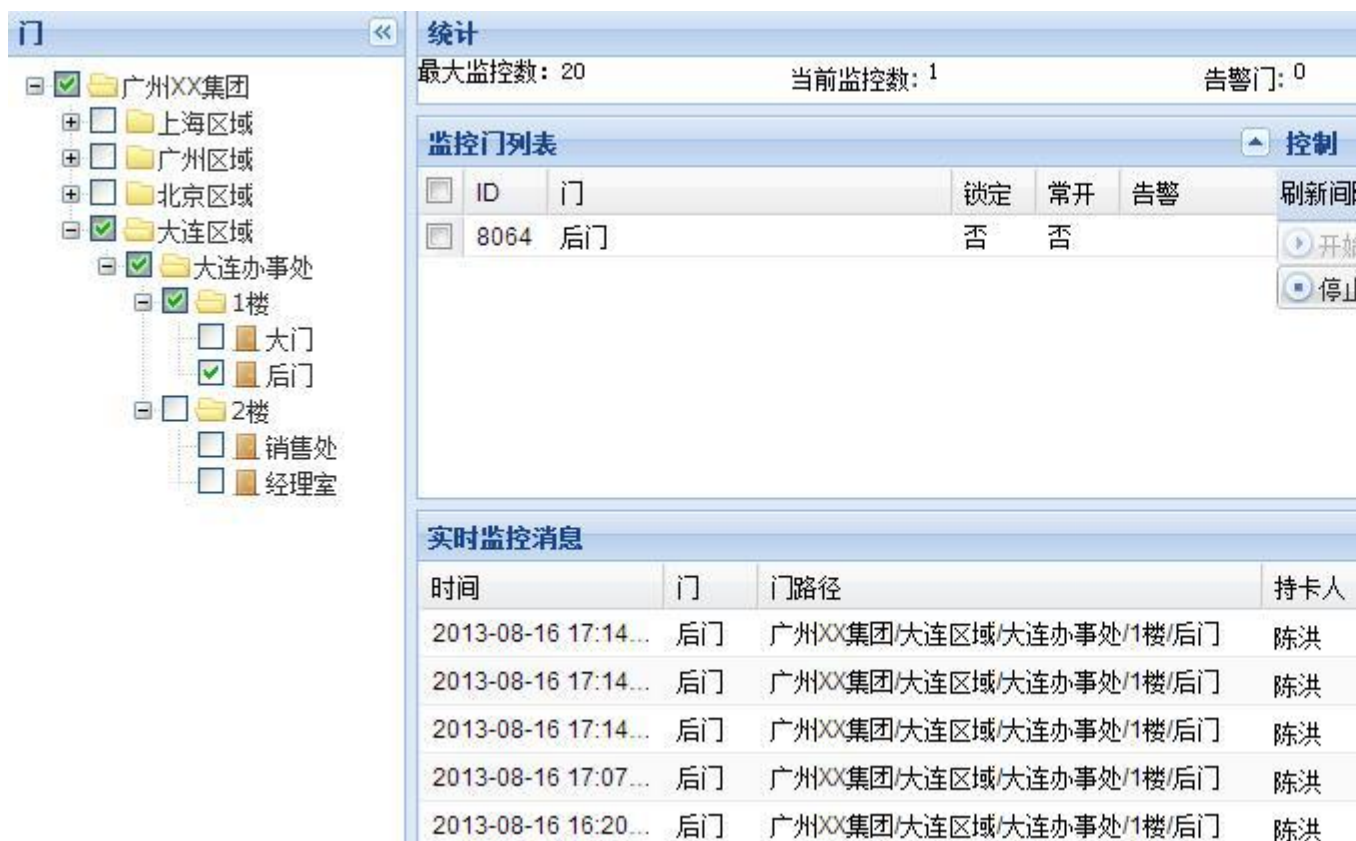 门
广州XX集团
上海区域
广州区域
北京区域
大连区域
大连办事处
1楼
大门
后门
2楼
销售处
经理室
统计
最大监控数: 20 当前监控数: 1 告警门: 0
监控门列表 控制
ID 门 锁定 常开 告警 刷新间
8064 后门 否 否 开始
停止
实时监控消息
时间 门 门路径 持卡人
2013-08-16 17:14... 后门 广州XX集团/大连区域/大连办事处/1楼/后门 陈洪
2013-08-16 17:14... 后门 广州XX集团/大连区域/大连办事处/1楼/后门 陈洪
2013-08-16 17:14... 后门 广州XX集团/大连区域/大连办事处/1楼/后门 陈洪
2013-08-16 17:07... 后门 广州XX集团/大连区域/大连办事处/1楼/后门 陈洪
2013-08-16 16:20... 后门 广州XX集团/大连区域/大连办事处/1楼/后门 陈洪